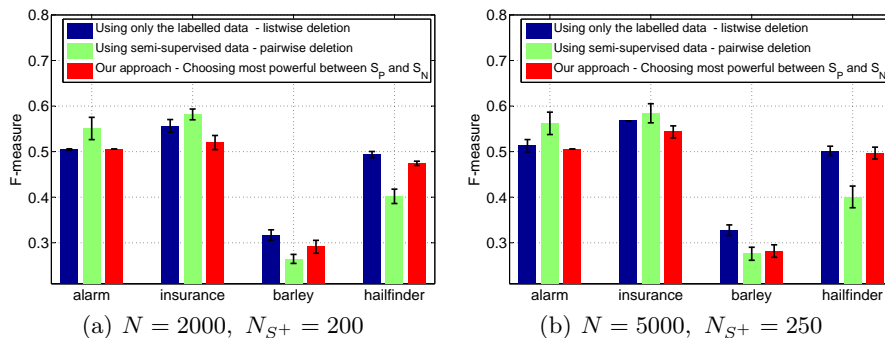 0.8
0.7
0.6
0.5
0.4
0.3
F-measure
Using only the labelled data - listwise deletion
Using semi-supervised data - pairwise deletion
Our approach - Choosing most powerful between S_P and S_N
alarm insurance barley hailfinder
(a) N = 2000, N_{S+} = 200
0.8
0.7
0.6
0.5
0.4
0.3
F-measure
Using only the labelled data - listwise deletion
Using semi-supervised data - pairwise deletion
Our approach - Choosing most powerful between S_P and S_N
alarm insurance barley hailfinder
(b) N = 5000, N_{S+} = 250